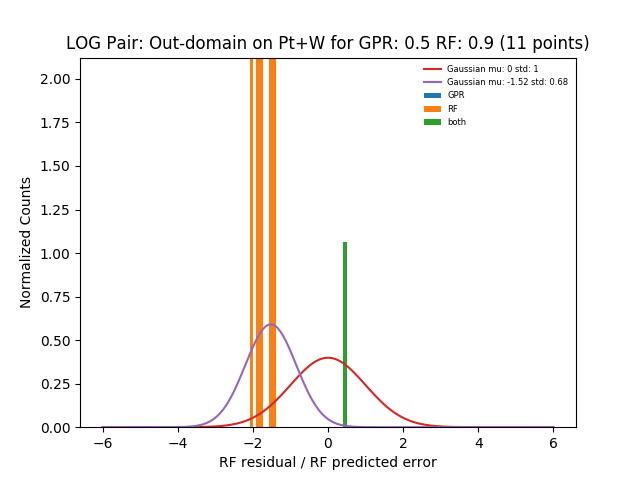 LOG Pair: Out-domain on Pt+W for GPR: 0.5 RF: 0.9 (11 points)
Gaussian mu: 0 std: 1
Gaussian mu: -1.52 std: 0.68
GPR
RF
both
2.00
1.75
1.50
1.25
1.00
0.75
0.50
0.25
0.00
Normalized Counts
−6
−4
−2
0
2
4
6
RF residual / RF predicted error